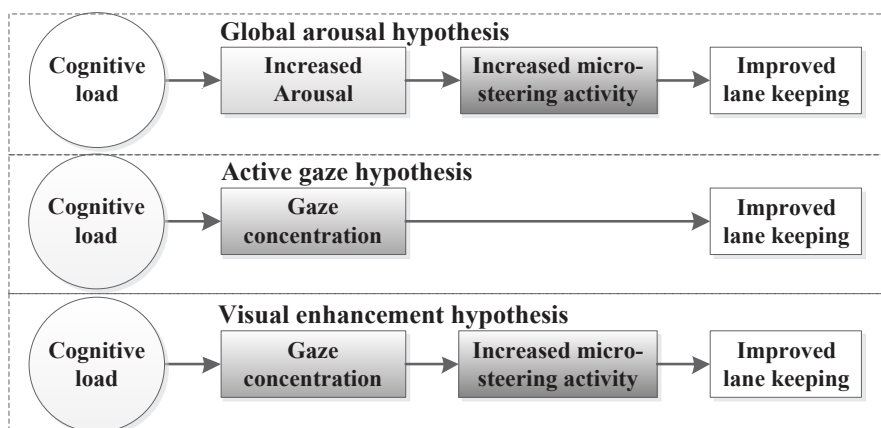 Global arousal hypothesis
Cognitive
load
Increased
Arousal
Increased micro-
steering activity
Improved
lane keeping
Active gaze hypothesis
Cognitive
load
Gaze
concentration
Improved
lane keeping
Visual enhancement hypothesis
Cognitive
load
Gaze
concentration
Increased micro-
steering activity
Improved
lane keeping